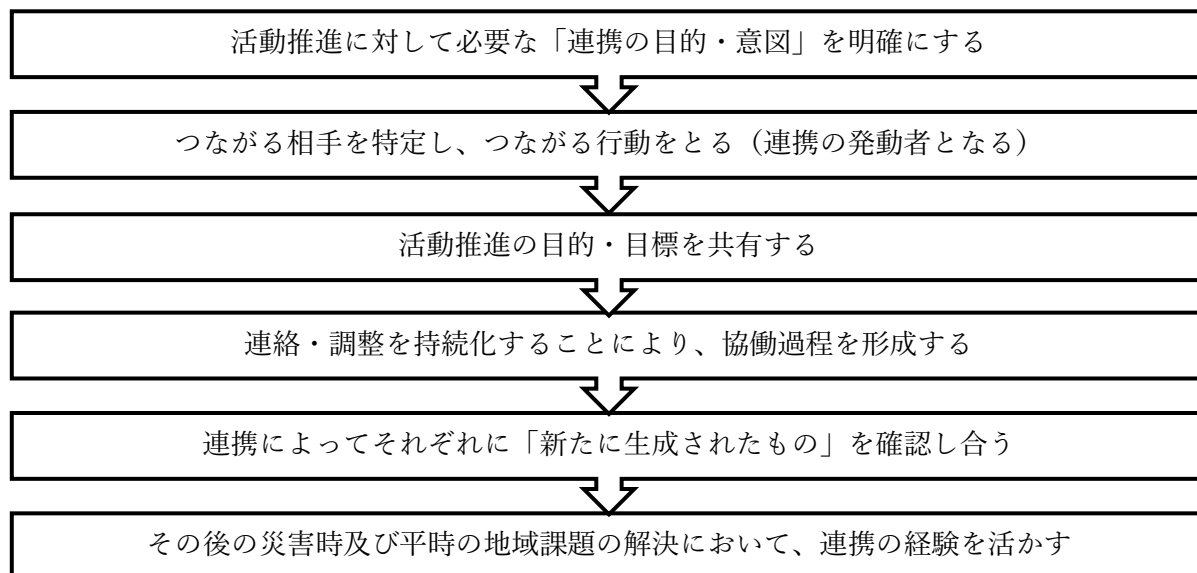 活動推進に対して必要な「連携の目的・意図」を明確にする
つながる相手を特定し、つながる行動をとる（連携の発動者となる）
活動推進の目的・目標を共有する
連絡・調整を持続化することにより、協働過程を形成する
連携によってそれぞれに「新たに生成されたもの」を確認し合う
その後の災害時及び平時の地域課題の解決において、連携の経験を活かす